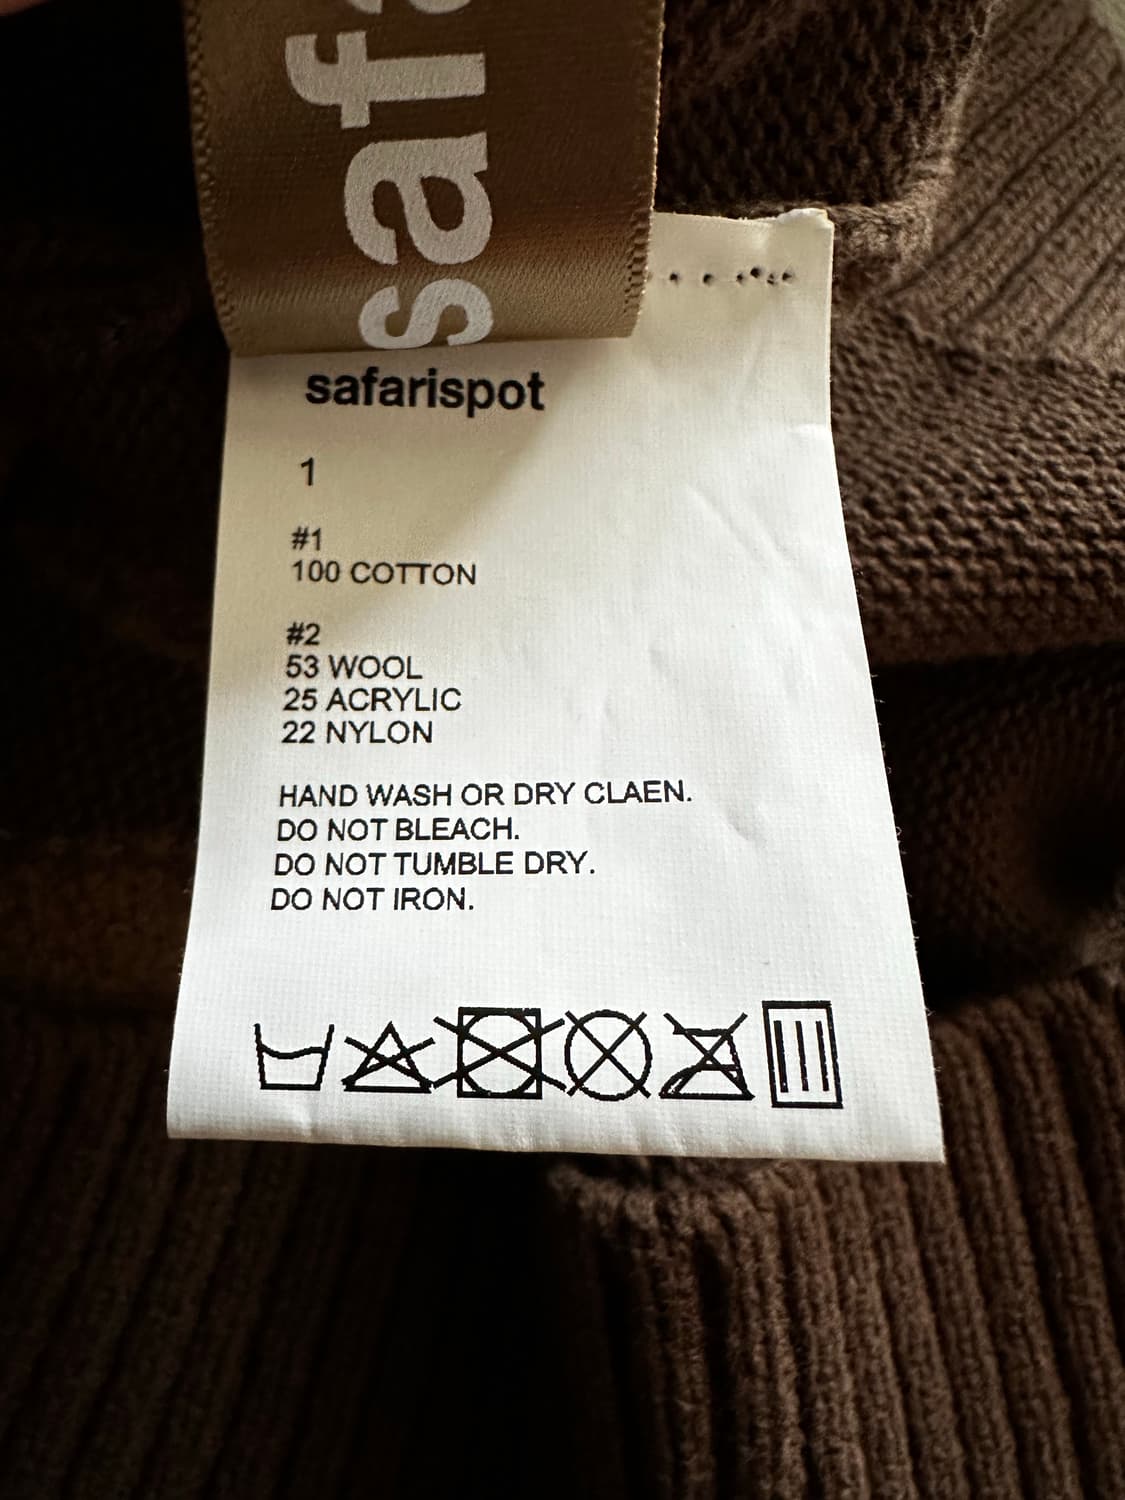 safa
safarispot
1
#1
100 COTTON
#2
53 WOOL
25 ACRYLIC
22 NYLON
HAND WASH OR DRY CLAEN.
DO NOT BLEACH.
DO NOT TUMBLE DRY.
DO NOT IRON.